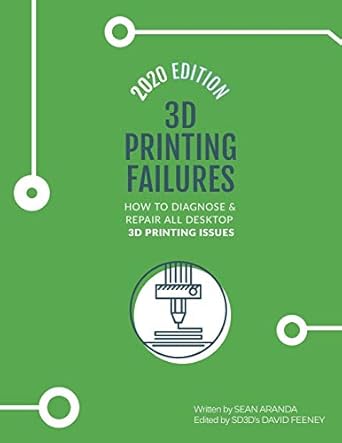 2020 EDITION
3D
PRINTING
FAILURES
HOW TO DIAGNOSE &
REPAIR ALL DESKTOP
3D PRINTING ISSUES
Written by SEAN ARANDA
Edited by SD3D's DAVID FEENEY